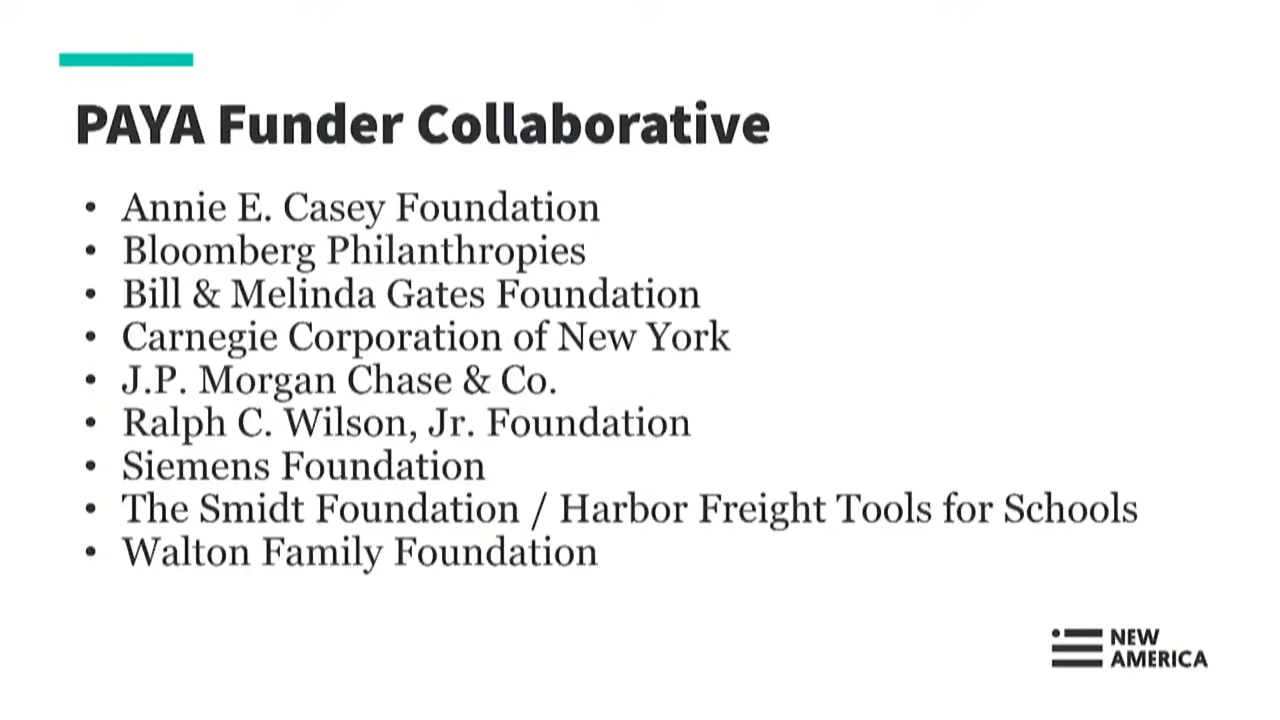 PAYA Funder Collaborative
• Annie E. Casey Foundation
• Bloomberg Philanthropies
• Bill & Melinda Gates Foundation
• Carnegie Corporation of New York
• J.P. Morgan Chase & Co.
• Ralph C. Wilson, Jr. Foundation
• Siemens Foundation
• The Smidt Foundation / Harbor Freight Tools for Schools
• Walton Family Foundation
NEW
AMERICA